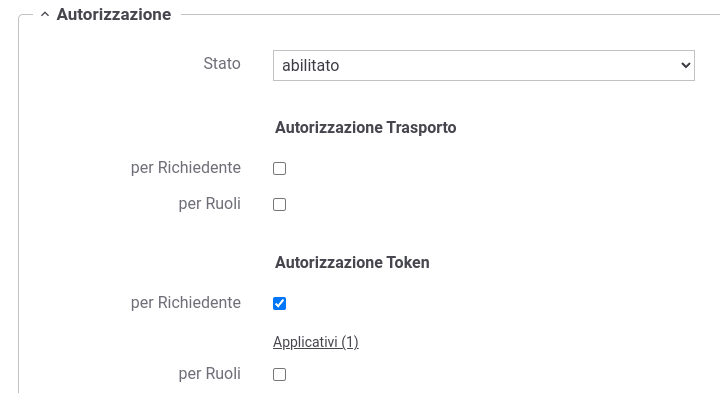 Autorizzazione
Stato abilitato
Autorizzazione Trasporto
per Richiedente
per Ruoli
Autorizzazione Token
per Richiedente
Applicativi (1)
per Ruoli